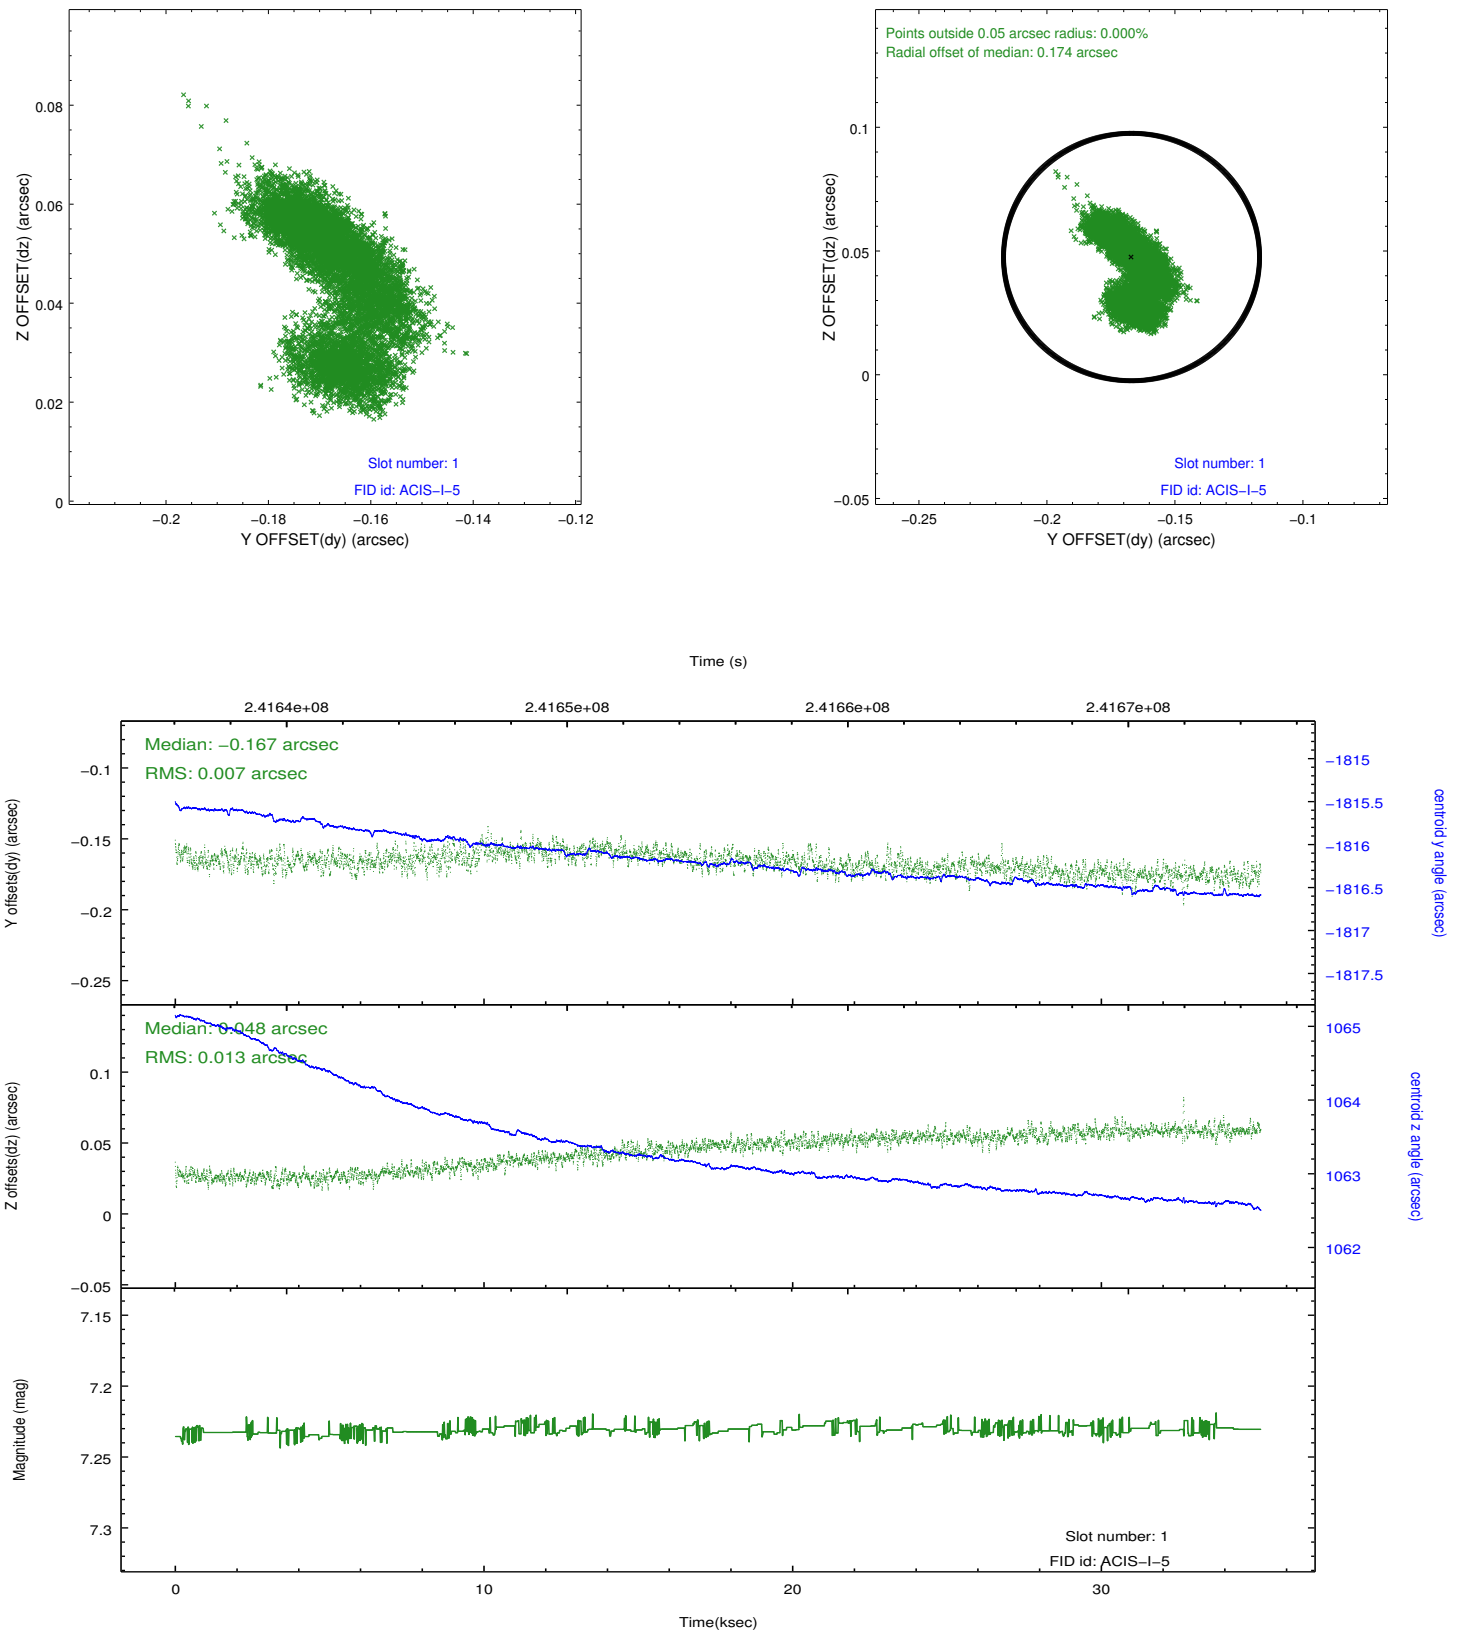 0.08
0.06
0.04
0.02
0
Z OFFSET(dz) (arcsec)
Slot number: 1
FID id: ACIS−I−5
−0.2 −0.18 −0.16 −0.14 −0.12
Y OFFSET(dy) (arcsec)
Points outside 0.05 arcsec radius: 0.000%
Radial offset of median: 0.174 arcsec
0.1
0.05
0
−0.05
Z OFFSET(dz) (arcsec)
Slot number: 1
FID id: ACIS−I−5
−0.25 −0.2 −0.15 −0.1
Y OFFSET(dy) (arcsec)
Time (s)
2.4164e+08 2.4165e+08 2.4166e+08 2.4167e+08
Median: −0.167 arcsec
RMS: 0.007 arcsec
−0.1
−0.15
−0.2
−0.25
Y offsets(dy) (arcsec)
−1815
−1815.5
−1816
−1816.5
−1817
−1817.5
centroid y angle (arcsec)
Median: 0.048 arcsec
RMS: 0.013 arcsec
0.1
0.05
0
−0.05
Z offsets(dz) (arcsec)
1065
1064
1063
1062
centroid z angle (arcsec)
7.15
7.2
7.25
7.3
Magnitude (mag)
Slot number: 1
FID id: ACIS−I−5
0 10 20 30
Time(ksec)